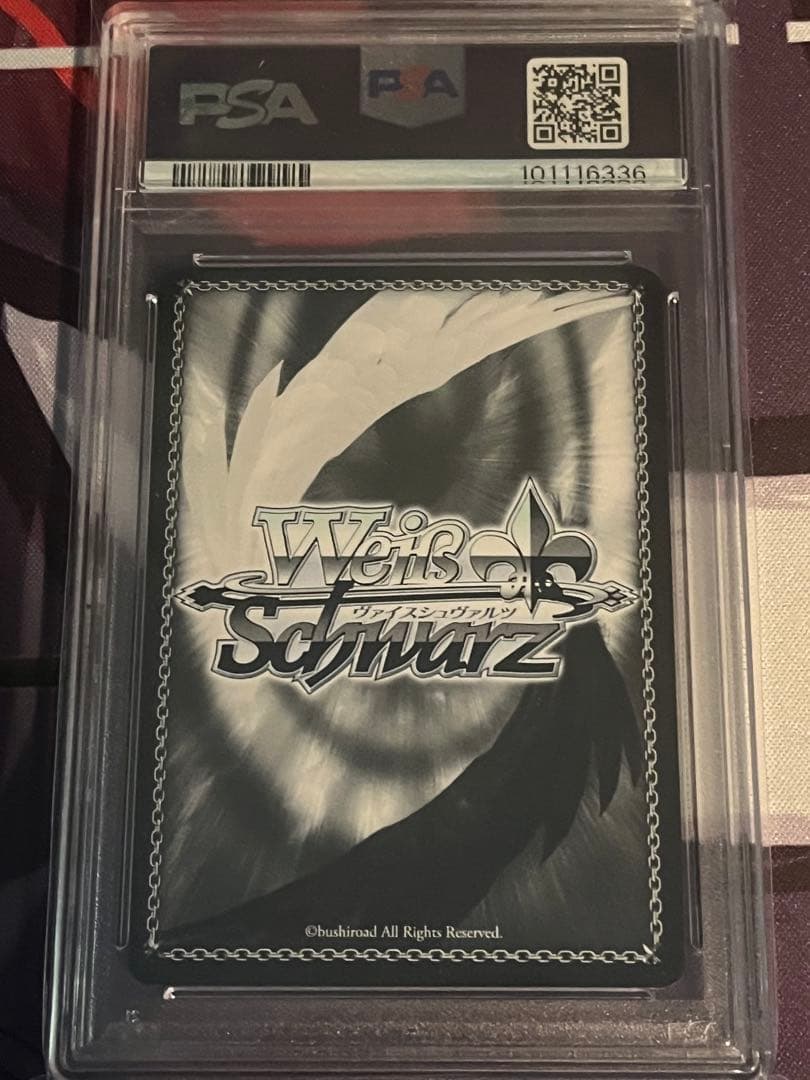 PSA
PSA
101116336
Weiß
ヴァイスシュヴァルツ
Schwarz
©bushiroad All Rights Reserved.